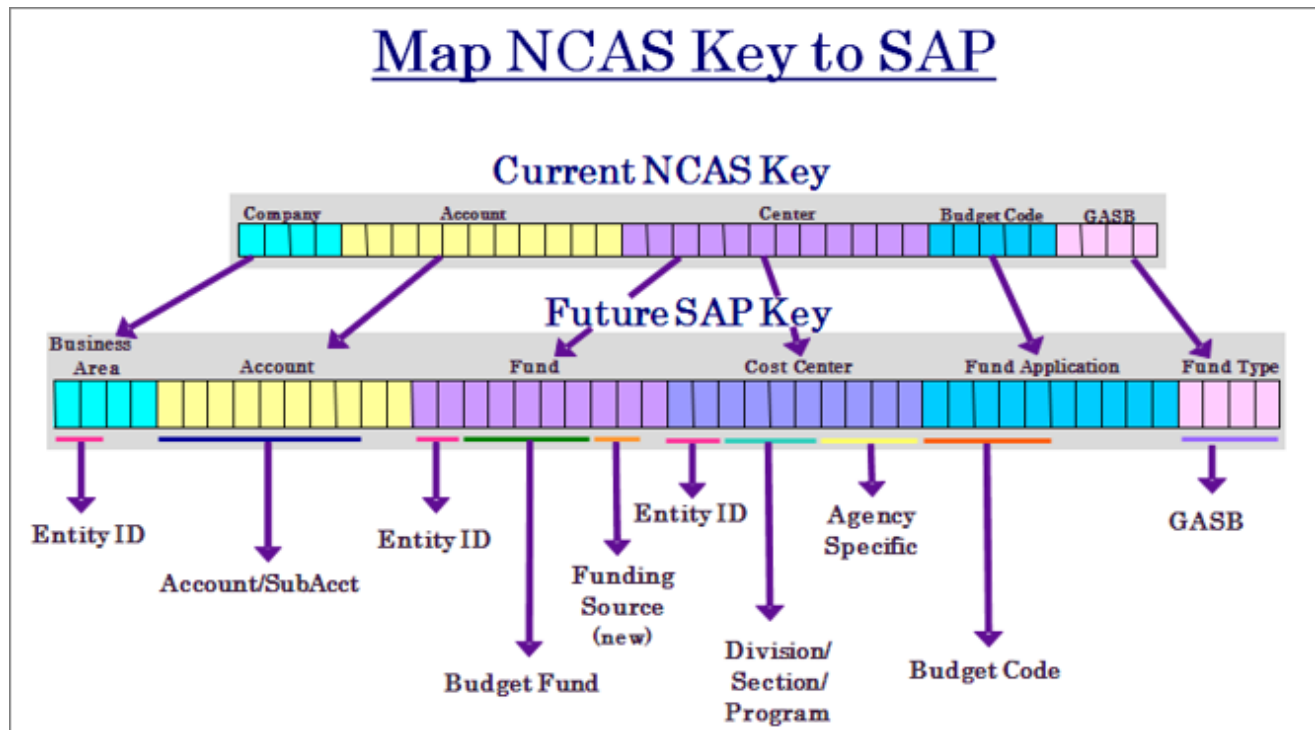 Map NCAS Key to SAP
Current NCAS Key
Company Account Center Budget Code GASB
Future SAP Key
Business
Area Account Fund Cost Center Fund Application Fund Type
Entity ID
Account/SubAcct
Entity ID
Budget Fund
Funding
Source
(new)
Entity ID
Division/
Section/
Program
Agency
Specific
Budget Code
GASB